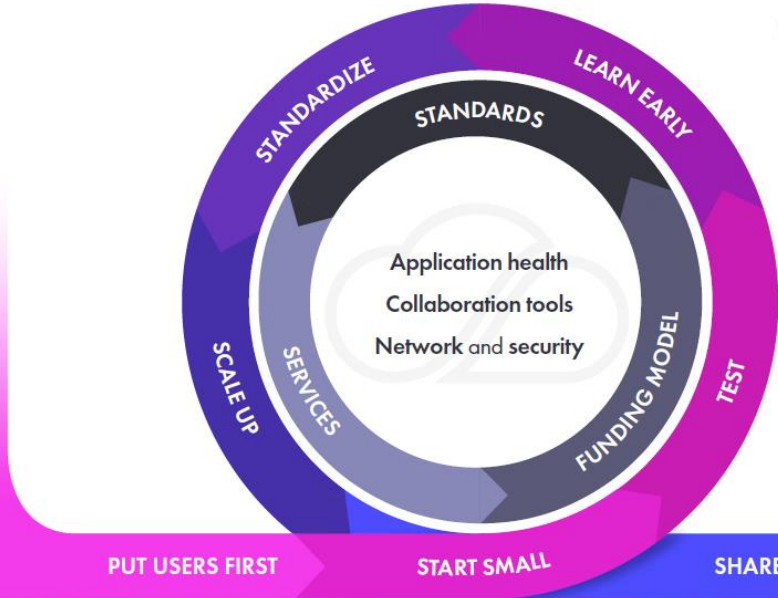 STANDARDIZE
LEARN EARLY
STANDARDS
Application health
Collaboration tools
Network and security
SCALE UP
SERVICES
FUNDING MODEL
TEST
PUT USERS FIRST
START SMALL
SHARE